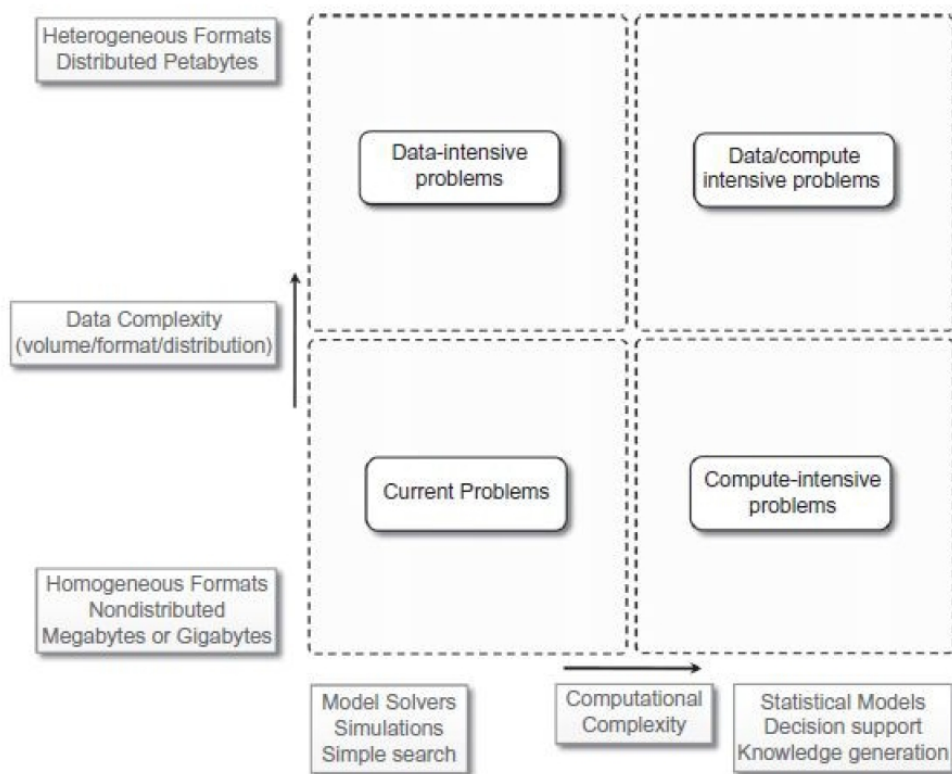 Heterogeneous Formats
Distributed Petabytes
Data-intensive
problems
Data/compute
intensive problems
Data Complexity
(volume/format/distribution)
Current Problems
Compute-intensive
problems
Homogeneous Formats
Nondistributed
Megabytes or Gigabytes
Model Solvers
Simulations
Simple search
Computational
Complexity
Statistical Models
Decision support
Knowledge generation